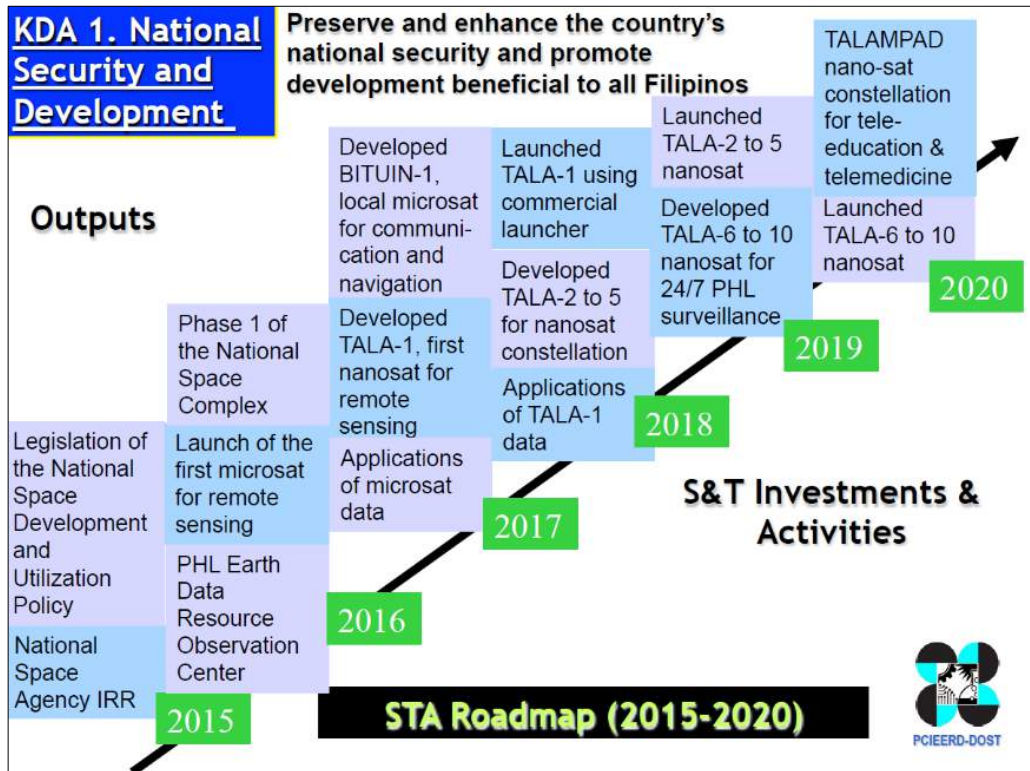 KDA 1. National
Security and
Development
Preserve and enhance the country's
national security and promote
development beneficial to all Filipinos
Outputs
Legislation of
the National
Space
Development
and
Utilization
Policy
National
Space
Agency IRR
2015
Phase 1 of
the National
Space
Complex
Launch of the
first microsat
for remote
sensing
PHL Earth
Data
Resource
Observation
Center
2016
Developed
BITUIN-1,
local microsat
for communi-
cation and
navigation
Developed
TALA-1, first
nanosat for
remote
sensing
Applications
of microsat
data
2017
Launched
TALA-1 using
commercial
launcher
Developed
TALA-2 to 5
for nanosat
constellation
Applications
of TALA-1
data
2018
Launched
TALA-2 to 5
nanosat
Developed
TALA-6 to 10
nanosat for
24/7 PHL
surveillance
2019
TALAMPAD
nano-sat
constellation
for tele-
education &
telemedicine
Launched
TALA-6 to 10
nanosat
2020
S&T Investments &
Activities
STA Roadmap (2015-2020)
PCIEERD-DOST